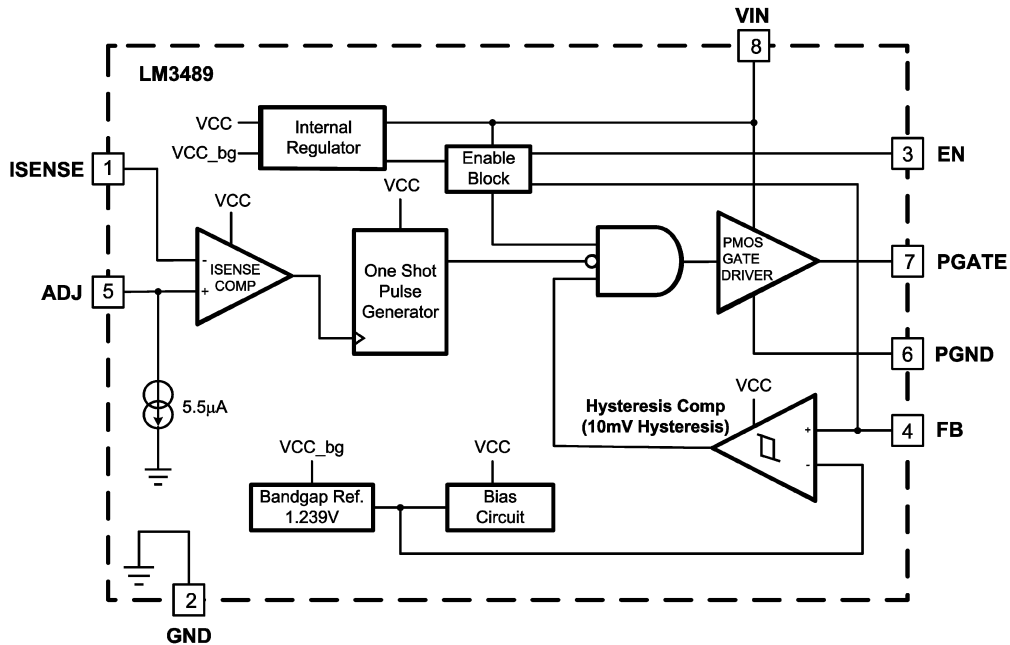 VIN
8
LM3489
VCC
Internal
Regulator
VCC_bg
Enable
Block
3
EN
ISENSE
1
VCC
VCC
-
ISENSE
COMP
+
One Shot
Pulse
Generator
PMOS
GATE
DRIVER
7
PGATE
ADJ
5
6
PGND
5.5µA
VCC
Hysteresis Comp
(10mV Hysteresis)
+
-
4
FB
VCC_bg
VCC
Bandgap Ref.
1.239V
Bias
Circuit
2
GND